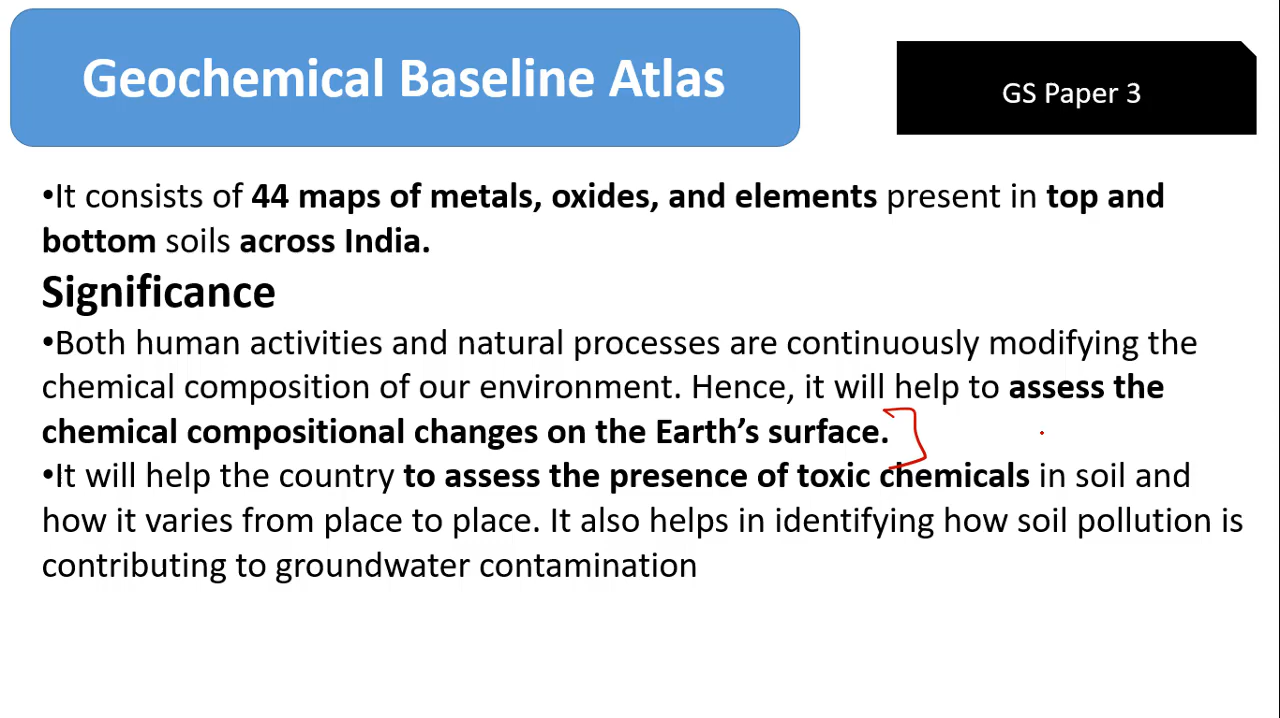 Geochemical Baseline Atlas
GS Paper 3
•It consists of 44 maps of metals, oxides, and elements present in top and
bottom soils across India.
Significance
•Both human activities and natural processes are continuously modifying the
chemical composition of our environment. Hence, it will help to assess the
chemical compositional changes on the Earth’s surface.
•It will help the country to assess the presence of toxic chemicals in soil and
how it varies from place to place. It also helps in identifying how soil pollution is
contributing to groundwater contamination